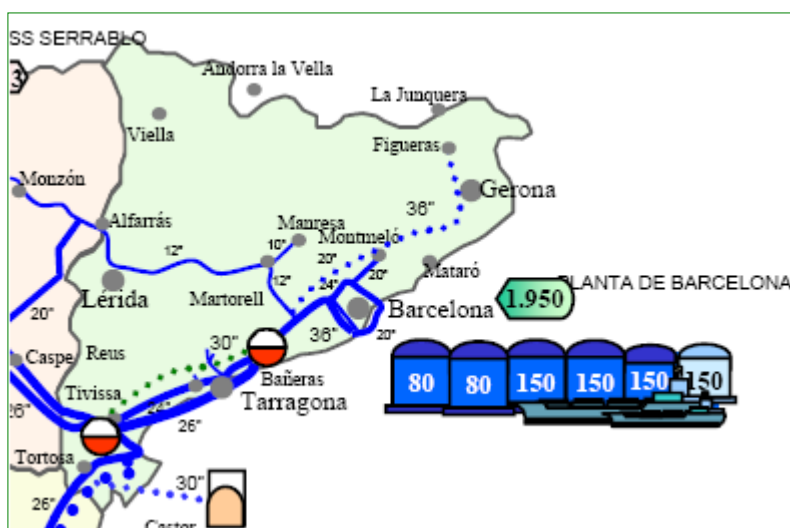 SS SERRABLO
Andorra la Vella
3
La Junquera
Viella
Figueras
Monzón
Gerona
Alfarrás
36"
Manresa
Montmeló
12"
10"
20"
20"
12"
24"
Mataró
Lérida
Martorell
PLANTA DE BARCELONA
Barcelona
1.950
20"
36"
20"
Caspe
Reus
30"
Bañeras
80
80
150
150
150
150
Tivissa
24"
Tarragona
26"
26"
Tortosa
30"
26"
Castor